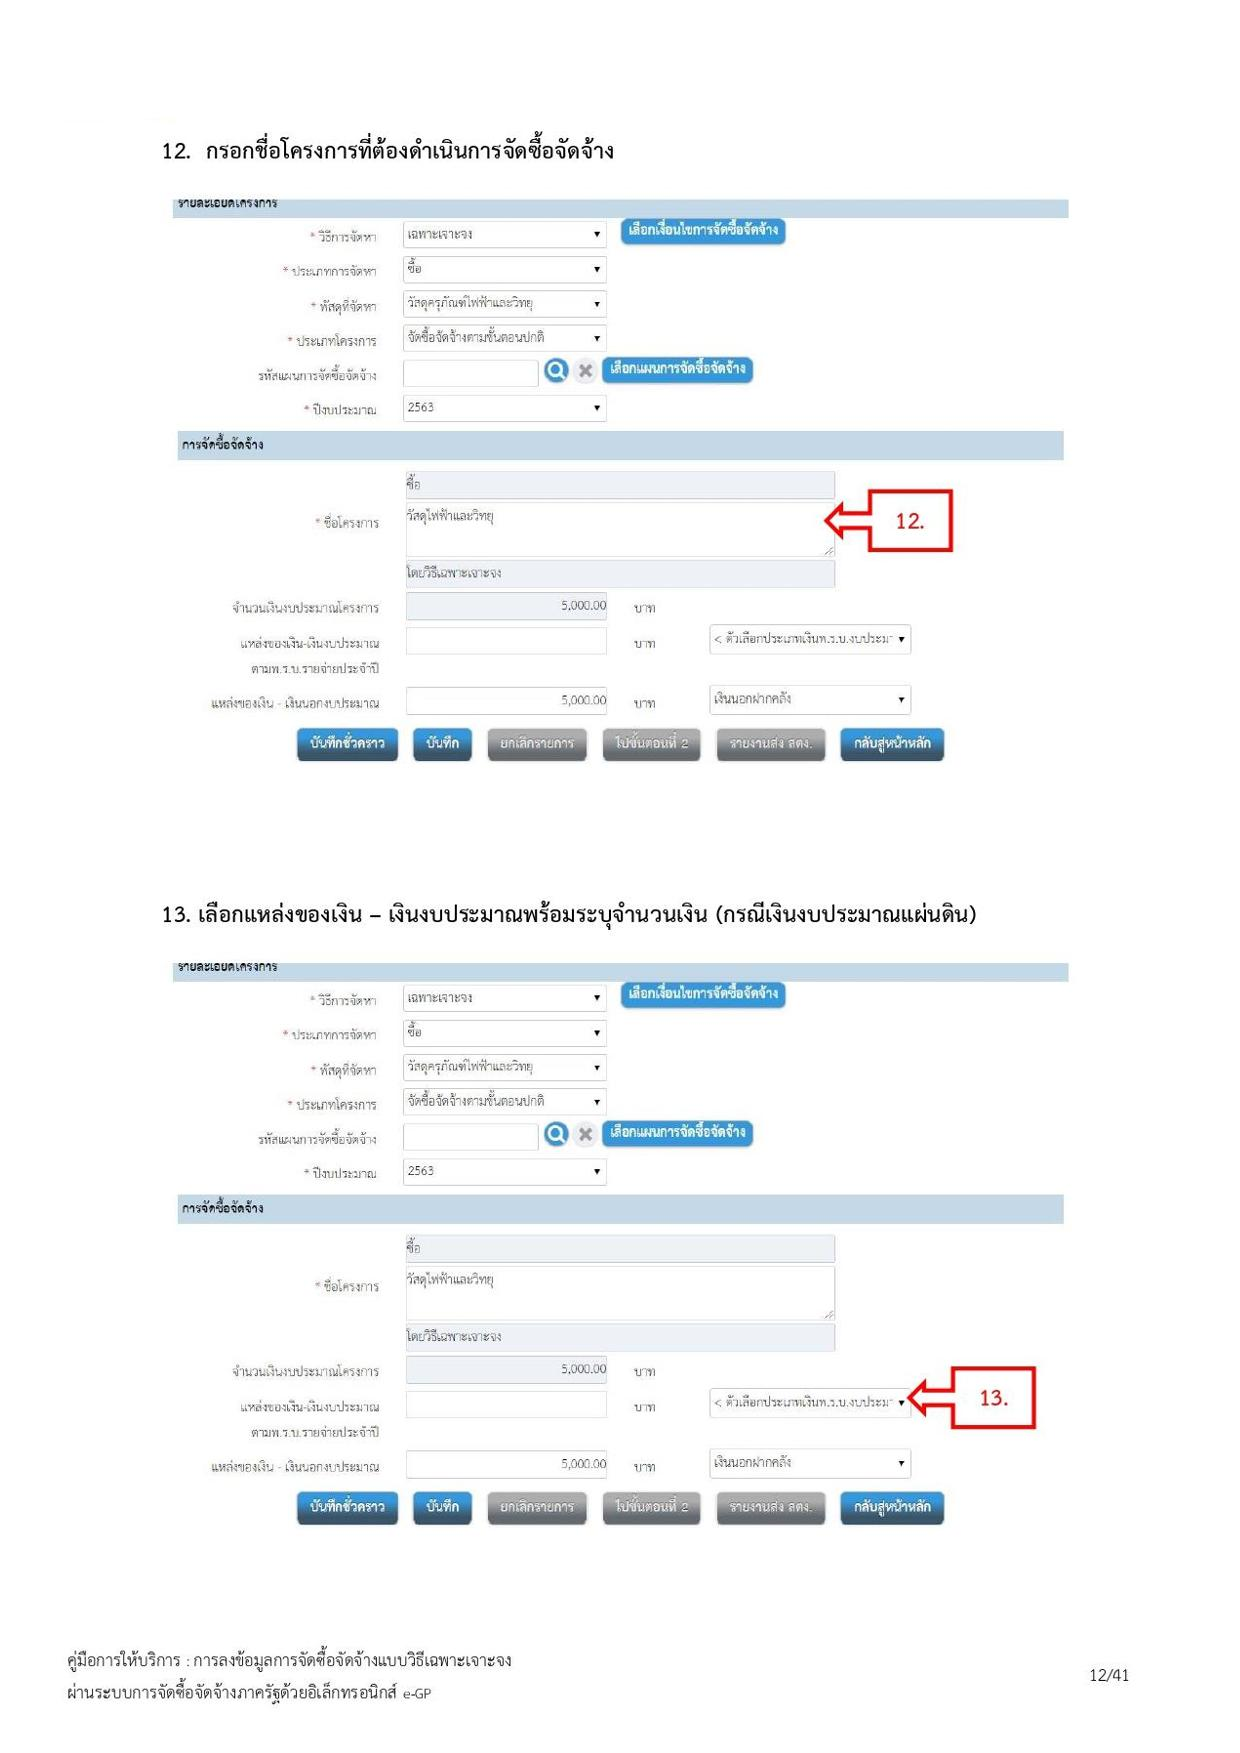 12. กรอกชื่อโครงการที่ต้องดำเนินการจัดซื้อจัดจ้าง
รายละเอียดโครงการ
* วิธีการจัดหา เฉพาะเจาะจง เลือกเงื่อนไขการจัดซื้อจัดจ้าง
* ประเภทการจัดหา ซื้อ
* พัสดุที่จัดหา วัสดุครุภัณฑ์ไฟฟ้าและวิทยุ
* ประเภทโครงการ จัดซื้อจัดจ้างตามขั้นตอนปกติ
รหัสแผนการจัดซื้อจัดจ้าง เลือกแผนการจัดซื้อจัดจ้าง
* ปีงบประมาณ 2563
การจัดซื้อจัดจ้าง
ซื้อ
* ชื่อโครงการ วัสดุไฟฟ้าและวิทยุ 12.
โดยวิธีเฉพาะเจาะจง
จำนวนเงินงบประมาณโครงการ 5,000.00 บาท
แหล่งของเงิน-เงินงบประมาณ บาท < ตัวเลือกประเภทเงินพ.ร.บ.งบประมา
ตามพ.ร.บ.รายจ่ายประจำปี
แหล่งของเงิน - เงินนอกงบประมาณ 5,000.00 บาท เงินนอกฝากคลัง
บันทึกชั่วคราว บันทึก ยกเลิกรายการ ไปขั้นตอนที่ 2 รายงานส่ง สตง. กลับสู่หน้าหลัก
13. เลือกแหล่งของเงิน – เงินงบประมาณพร้อมระบุจำนวนเงิน (กรณีเงินงบประมาณแผ่นดิน)
รายละเอียดโครงการ
* วิธีการจัดหา เฉพาะเจาะจง เลือกเงื่อนไขการจัดซื้อจัดจ้าง
* ประเภทการจัดหา ซื้อ
* พัสดุที่จัดหา วัสดุครุภัณฑ์ไฟฟ้าและวิทยุ
* ประเภทโครงการ จัดซื้อจัดจ้างตามขั้นตอนปกติ
รหัสแผนการจัดซื้อจัดจ้าง เลือกแผนการจัดซื้อจัดจ้าง
* ปีงบประมาณ 2563
การจัดซื้อจัดจ้าง
ซื้อ
* ชื่อโครงการ วัสดุไฟฟ้าและวิทยุ
โดยวิธีเฉพาะเจาะจง
จำนวนเงินงบประมาณโครงการ 5,000.00 บาท
แหล่งของเงิน-เงินงบประมาณ บาท < ตัวเลือกประเภทเงินพ.ร.บ.งบประมา 13.
ตามพ.ร.บ.รายจ่ายประจำปี
แหล่งของเงิน - เงินนอกงบประมาณ 5,000.00 บาท เงินนอกฝากคลัง
บันทึกชั่วคราว บันทึก ยกเลิกรายการ ไปขั้นตอนที่ 2 รายงานส่ง สตง. กลับสู่หน้าหลัก
คู่มือการให้บริการ : การลงข้อมูลการจัดซื้อจัดจ้างแบบวิธีเฉพาะเจาะจง
ผ่านระบบการจัดซื้อจัดจ้างภาครัฐด้วยอิเล็กทรอนิกส์ e-GP
12/41